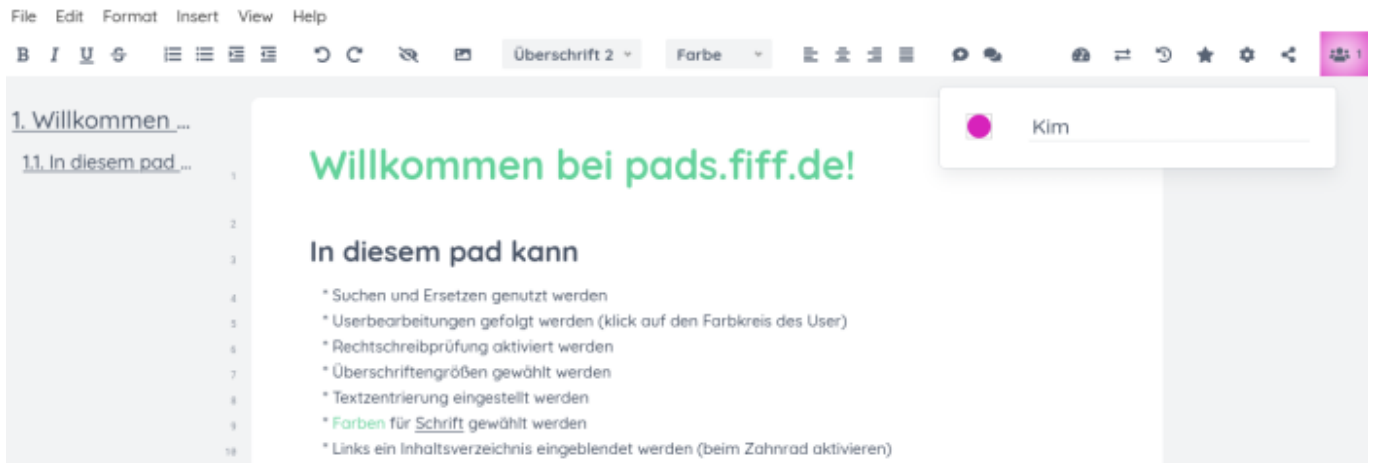 File Edit Format Insert View Help
B I U S Überschrift 2 Farbe 1
Kim
1. Willkommen ...
1.1. In diesem pad ...
1 Willkommen bei pads.fiff.de!
2
3 In diesem pad kann
4 * Suchen und Ersetzen genutzt werden
5 * Userbearbeitungen gefolgt werden (klick auf den Farbkreis des User)
6 * Rechtschreibprüfung aktiviert werden
7 * Überschriftengrößen gewählt werden
8 * Textzentrierung eingestellt werden
9 * Farben für Schrift gewählt werden
10 * Links ein Inhaltsverzeichnis eingeblendet werden (beim Zahnrad aktivieren)